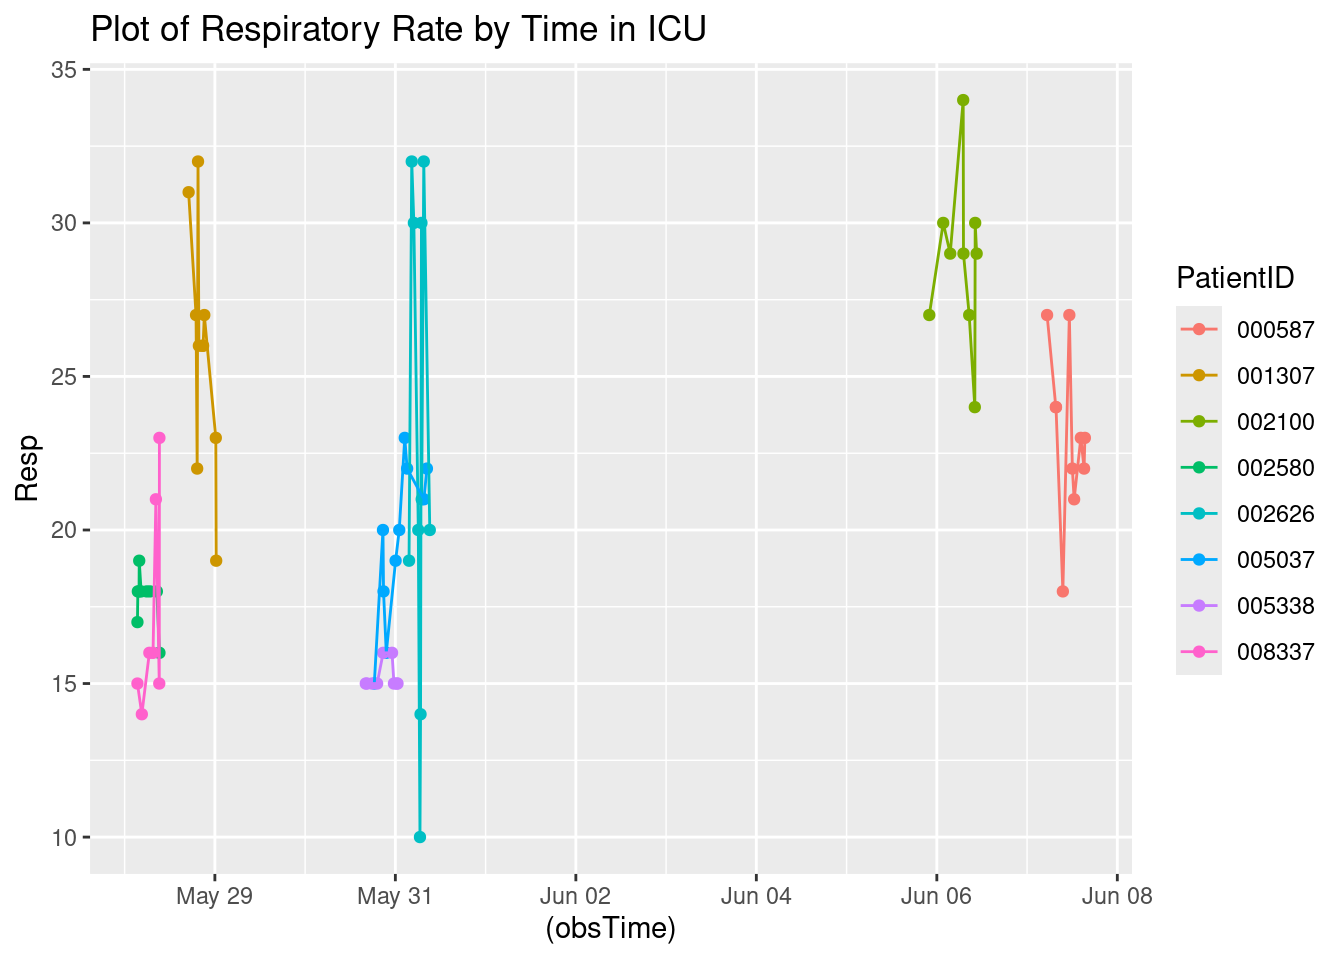 Plot of Respiratory Rate by Time in ICU
35
30
25
20
15
10
Resp
May 29 May 31 Jun 02 Jun 04 Jun 06 Jun 08
(obsTime)
PatientID
000587
001307
002100
002580
002626
005037
005338
008337